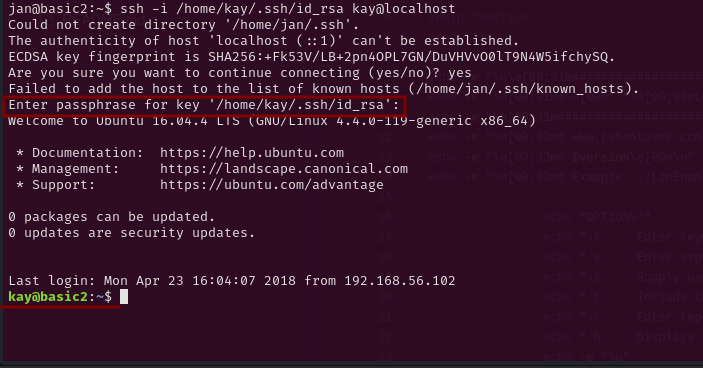 jan@basic2:~$ ssh -i /home/kay/.ssh/id_rsa kay@localhost
Could not create directory '/home/jan/.ssh'.
The authenticity of host 'localhost (::1)' can't be established.
ECDSA key fingerprint is SHA256:+Fk53V/LB+2pn4OPL7GN/DuVHVvO0lT9N4W5ifchySQ.
Are you sure you want to continue connecting (yes/no)? yes
Failed to add the host to the list of known hosts (/home/jan/.ssh/known_hosts).
Enter passphrase for key '/home/kay/.ssh/id_rsa':
Welcome to Ubuntu 16.04.4 LTS (GNU/Linux 4.4.0-119-generic x86_64)
* Documentation: https://help.ubuntu.com
* Management: https://landscape.canonical.com
* Support: https://ubuntu.com/advantage
0 packages can be updated.
0 updates are security updates.
Last login: Mon Apr 23 16:04:07 2018 from 192.168.56.102
kay@basic2:~$